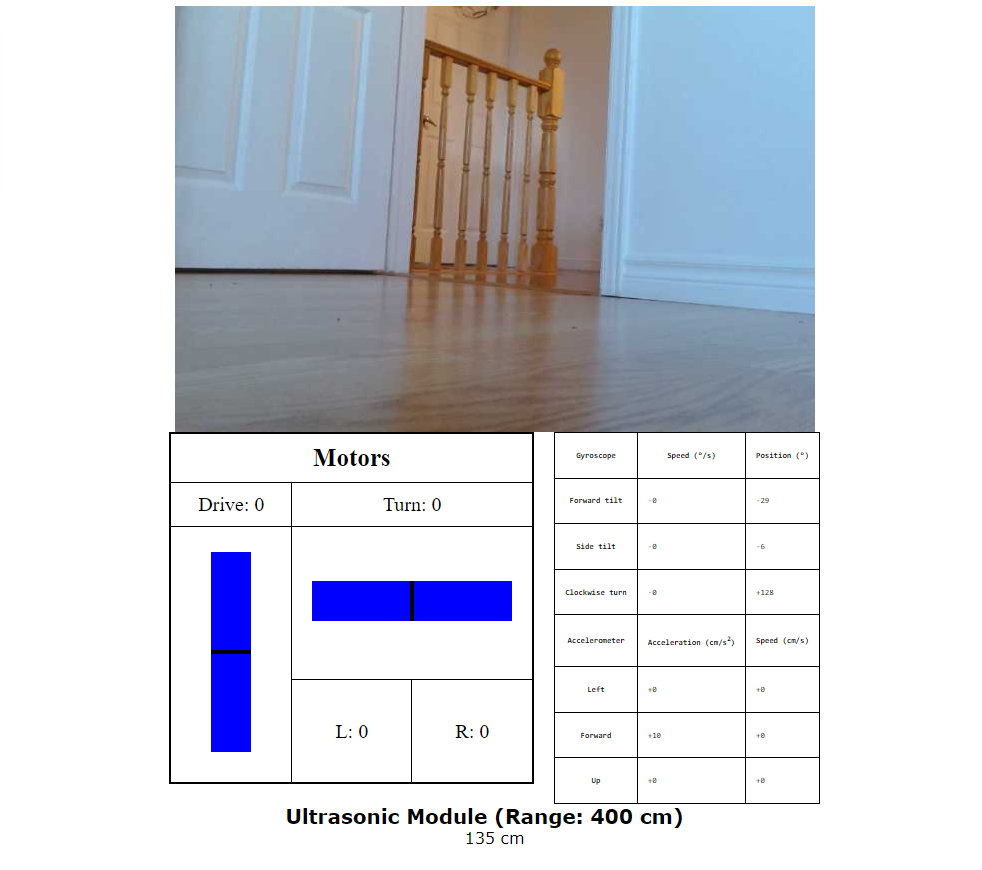 Motors
Drive: 0 Turn: 0
L: 0 R: 0
Gyroscope Speed (°/s) Position (°)
Forward tilt -0 -29
Side tilt -0 -6
Clockwise turn -0 +128
Accelerometer Acceleration (cm/s²) Speed (cm/s)
Left +0 +0
Forward +10 +0
Up +0 +0
Ultrasonic Module (Range: 400 cm)
135 cm